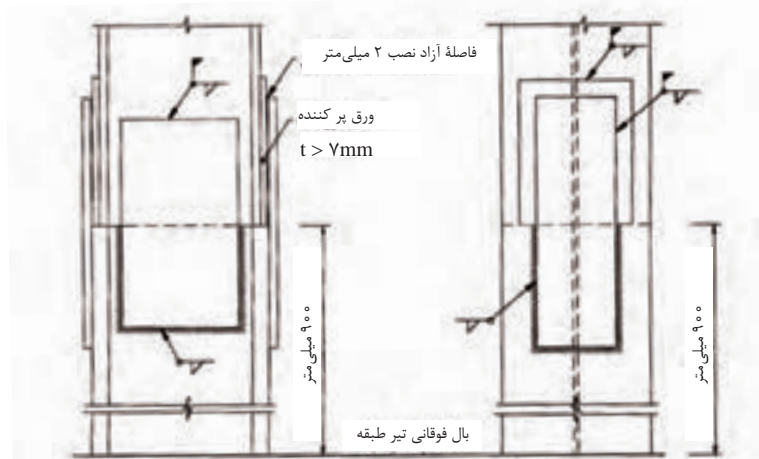 فاصلهٔ آزاد نصب ۲ میلی‌متر
ورق پر کننده
t > ۷mm
۹۰۰ میلی‌متر
۹۰۰ میلی‌متر
بال فوقانی تیر طبقه